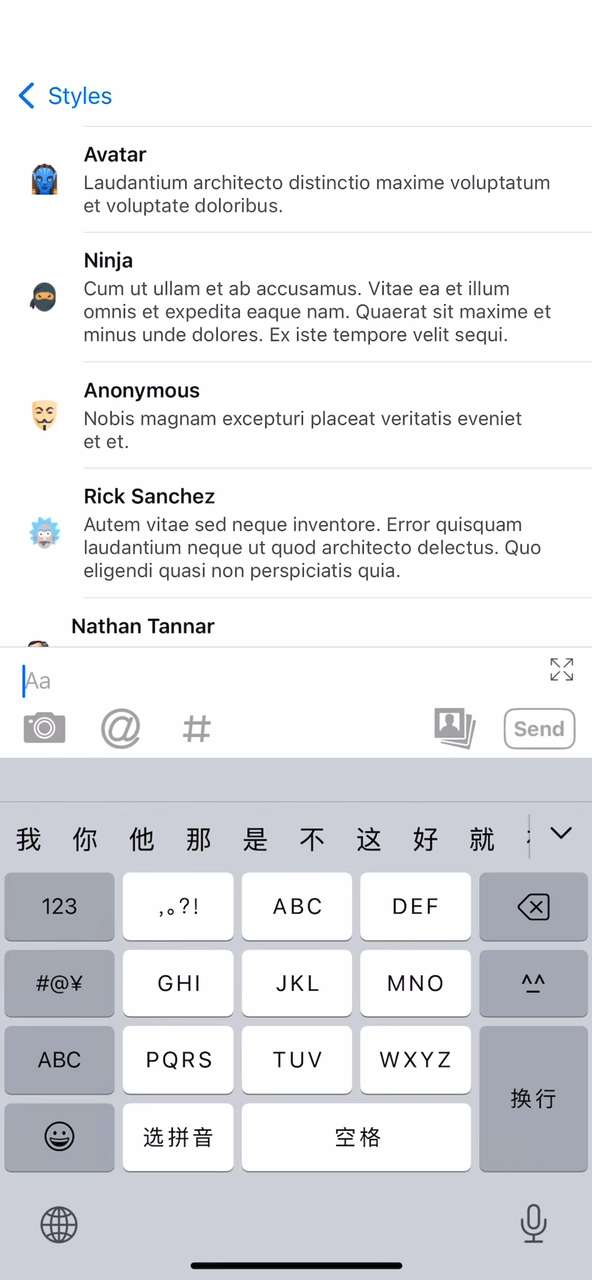 Styles
Avatar
Laudantium architecto distinctio maxime voluptatum
et voluptate doloribus.
Ninja
Cum ut ullam et ab accusamus. Vitae ea et illum
omnis et expedita eaque nam. Quaerat sit maxime et
minus unde dolores. Ex iste tempore velit sequi.
Anonymous
Nobis magnam excepturi placeat veritatis eveniet
et et.
Rick Sanchez
Autem vitae sed neque inventore. Error quisquam
laudantium neque ut quod architecto delectus. Quo
eligendi quasi non perspiciatis quia.
Nathan Tannar
Aa
@ # Send
我 你 他 那 是 不 这 好 就
123 ,。?! ABC DEF
#@¥ GHI JKL MNO ^^
ABC PQRS TUV WXYZ
换行
选拼音 空格